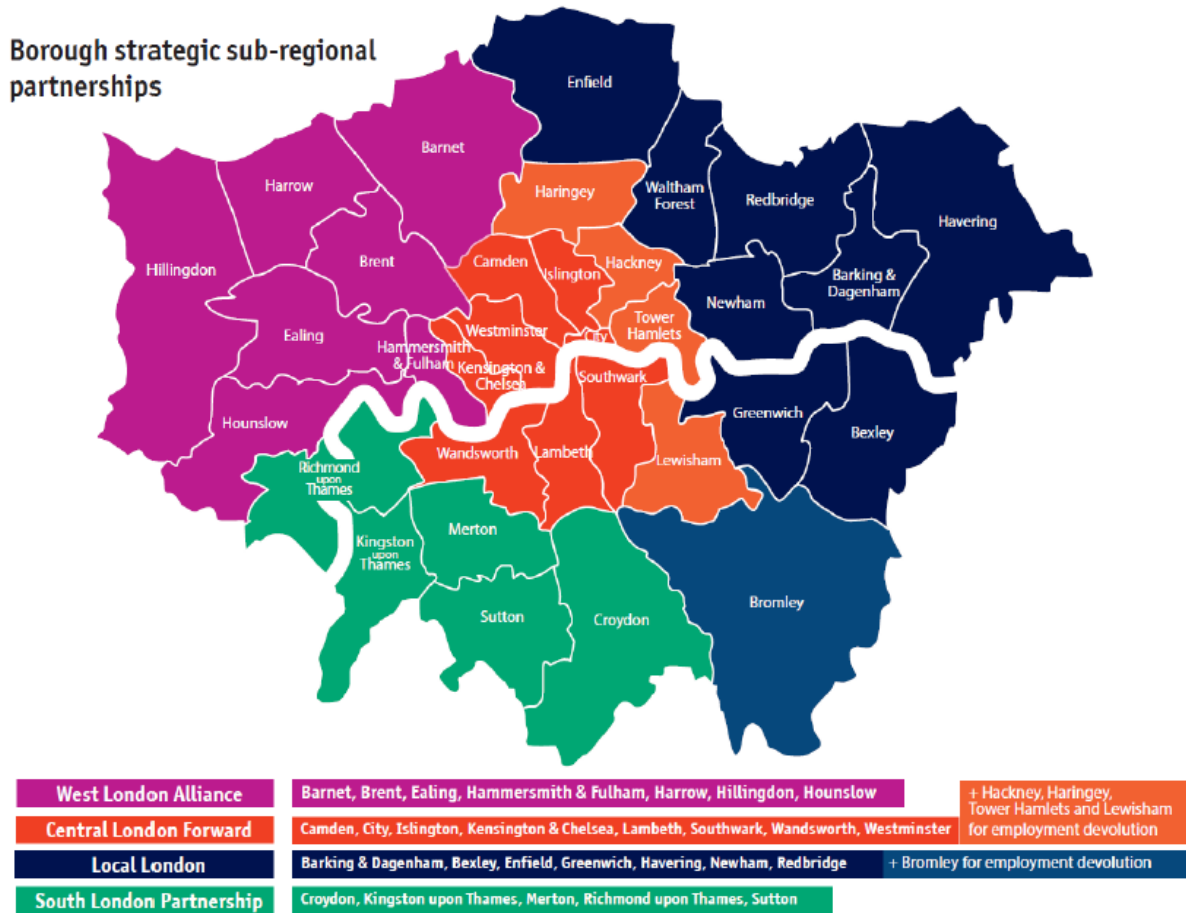 Borough strategic sub-regional
partnerships
Enfield
Barnet
Harrow
Haringey
Waltham
Forest
Redbridge
Havering
Hillingdon
Brent
Camden
Islington
Hackney
Barking &
Dagenham
Newham
Ealing
Westminster
Tower
Hamlets
City
Hammersmith
& Fulham
Kensington &
Chelsea
Southwark
Hounslow
Greenwich
Bexley
Richmond
upon
Thames
Wandsworth
Lambeth
Lewisham
Kingston
upon
Thames
Merton
Sutton
Croydon
Bromley
West London Alliance
Barnet, Brent, Ealing, Hammersmith & Fulham, Harrow, Hillingdon, Hounslow
+ Hackney, Haringey,
Tower Hamlets and Lewisham
for employment devolution
Central London Forward
Camden, City, Islington, Kensington & Chelsea, Lambeth, Southwark, Wandsworth, Westminster
Local London
Barking & Dagenham, Bexley, Enfield, Greenwich, Havering, Newham, Redbridge
+ Bromley for employment devolution
South London Partnership
Croydon, Kingston upon Thames, Merton, Richmond upon Thames, Sutton